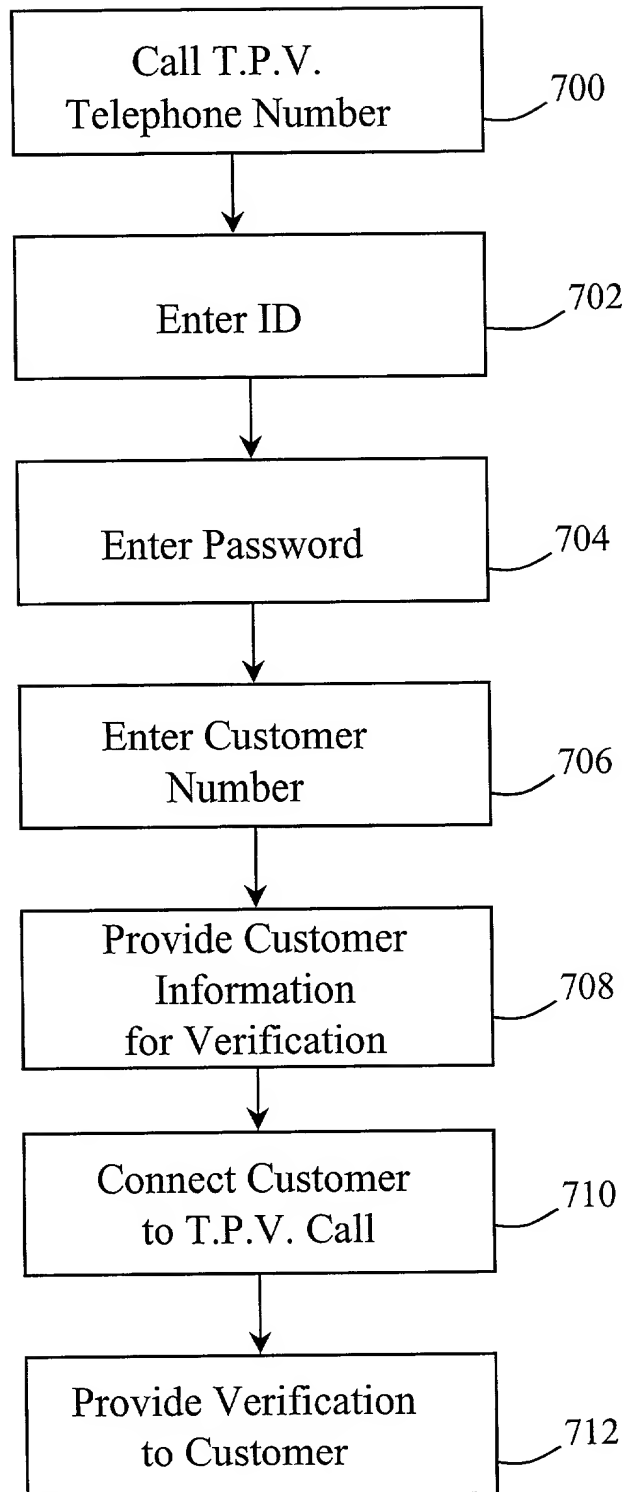 Call T.P.V.
Telephone Number
700
Enter ID
702
Enter Password
704
Enter Customer
Number
706
Provide Customer
Information
for Verification
708
Connect Customer
to T.P.V. Call
710
Provide Verification
to Customer
712